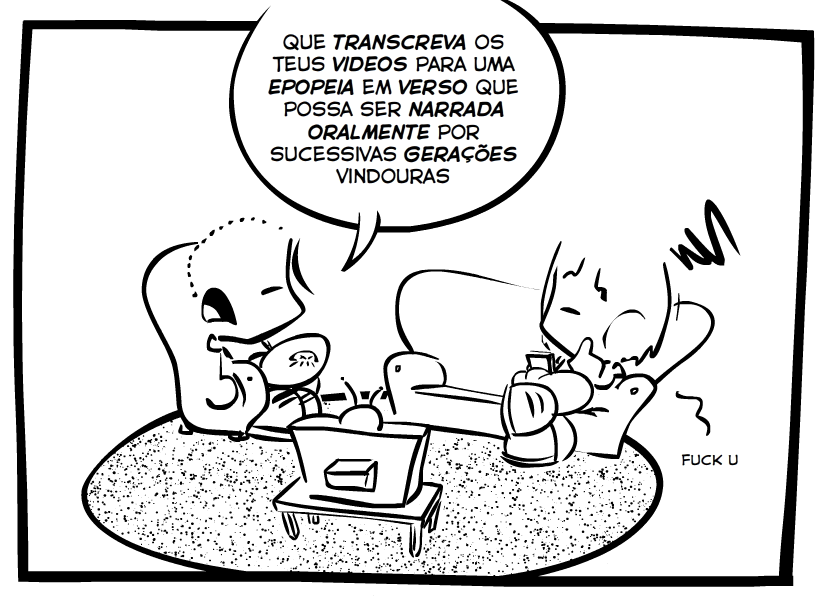 QUE TRANSCREVA OS
TEUS VIDEOS PARA UMA
EPOPEIA EM VERSO QUE
POSSA SER NARRADA
ORALMENTE POR
SUCESSIVAS GERAÇÕES
VINDOURAS
FUCK U